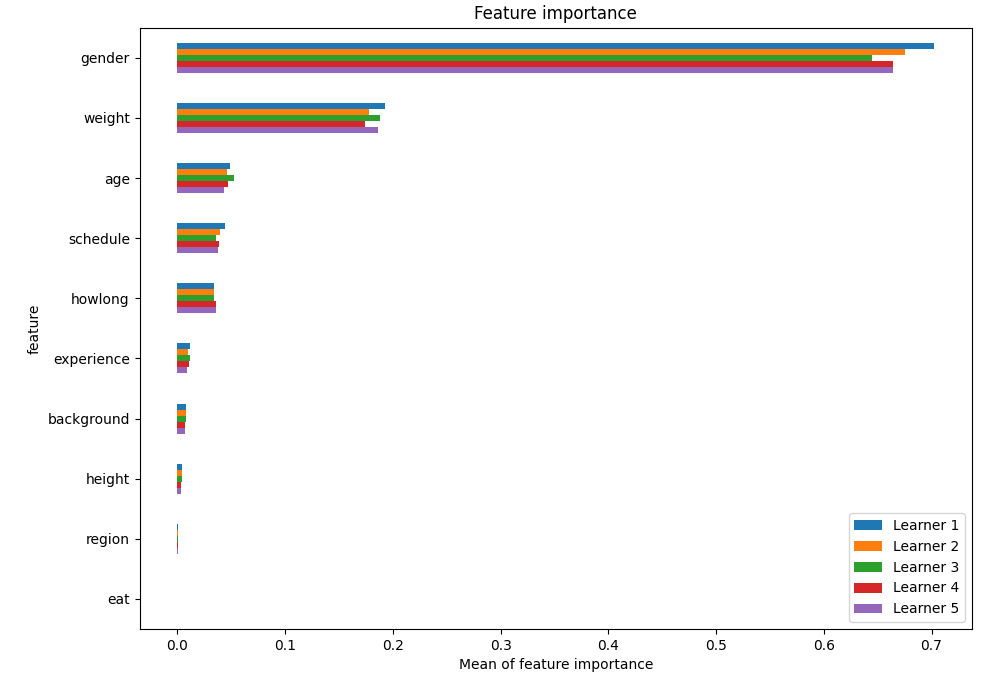 Feature importance
gender
weight
age
schedule
howlong
experience
background
height
region
eat
feature
0.0 0.1 0.2 0.3 0.4 0.5 0.6 0.7
Mean of feature importance
Learner 1
Learner 2
Learner 3
Learner 4
Learner 5